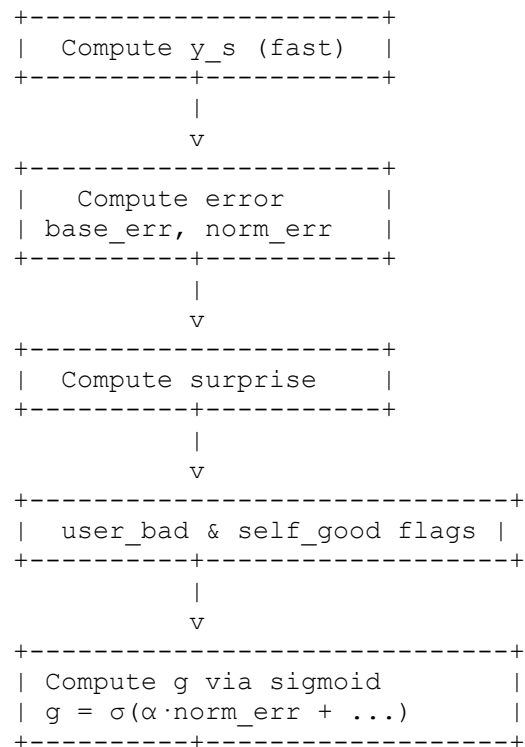 Compute y_s (fast)
Compute error
base_err, norm_err
Compute surprise
user_bad & self_good flags
Compute g via sigmoid
g = σ(α·norm_err + ...)